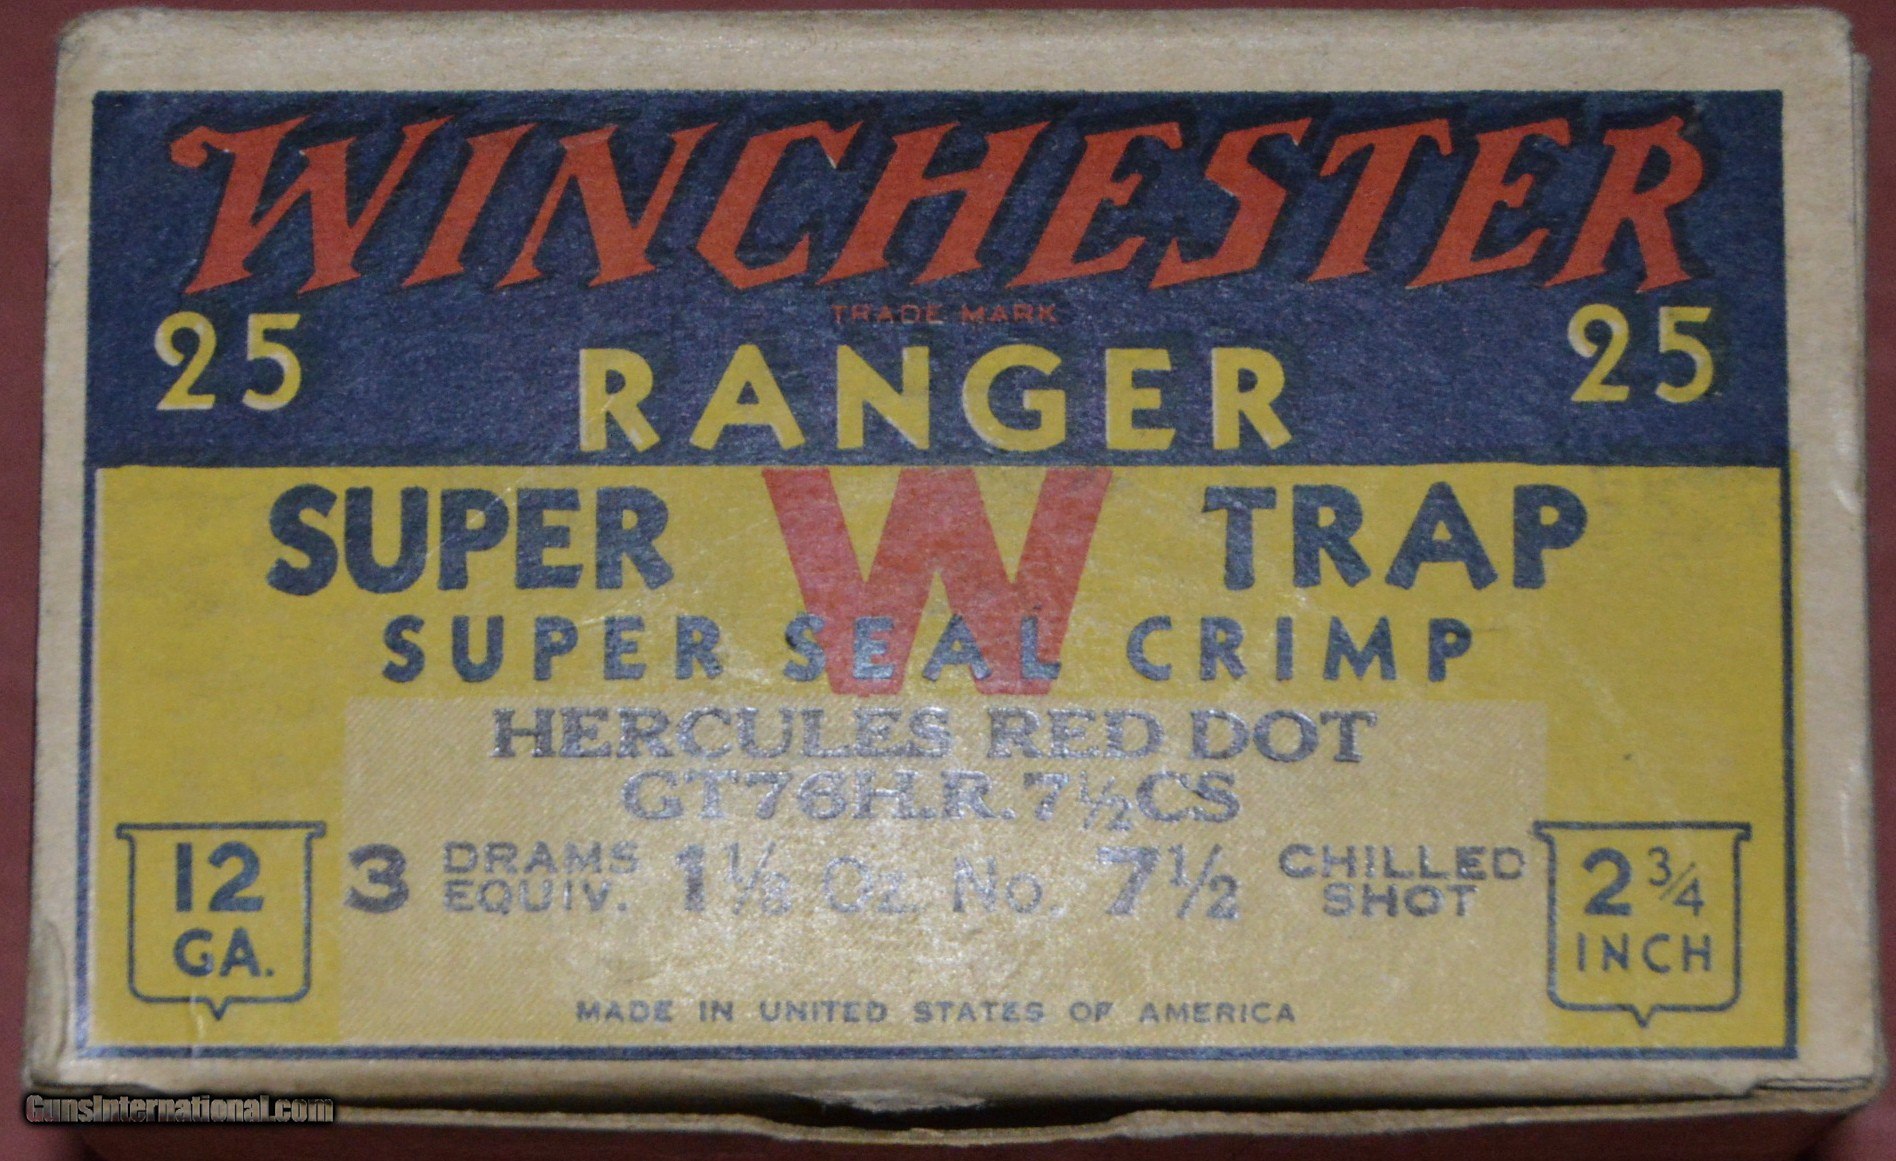 WINCHESTER
TRADE MARK
25 RANGER 25
SUPER W TRAP
SUPER SEAL CRIMP
HERCULES RED DOT
GT76H.R.7½CS
12 GA.
3 DRAMS EQUIV. 1⅛ Oz. No. 7½ CHILLED SHOT
2¾ INCH
MADE IN UNITED STATES OF AMERICA
GunsInternational.com